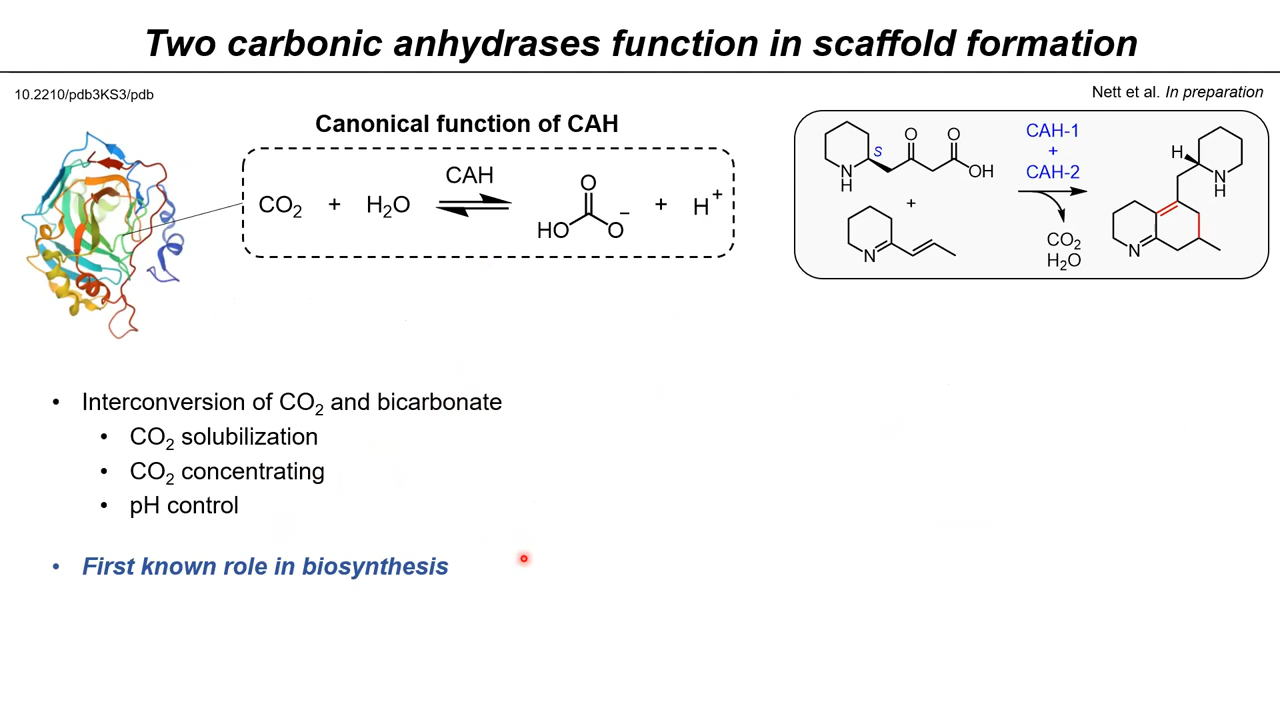 Two carbonic anhydrases function in scaffold formation
10.2210/pdb3KS3/pdb
Nett et al. In preparation
Canonical function of CAH
CO₂ + H₂O
CAH
O
HO
O⁻
+ H⁺
S
NH
O
O
OH
+
N
CAH-1
+
CAH-2
CO₂
H₂O
H
NH
N
• Interconversion of CO₂ and bicarbonate
• CO₂ solubilization
• CO₂ concentrating
• pH control
• First known role in biosynthesis